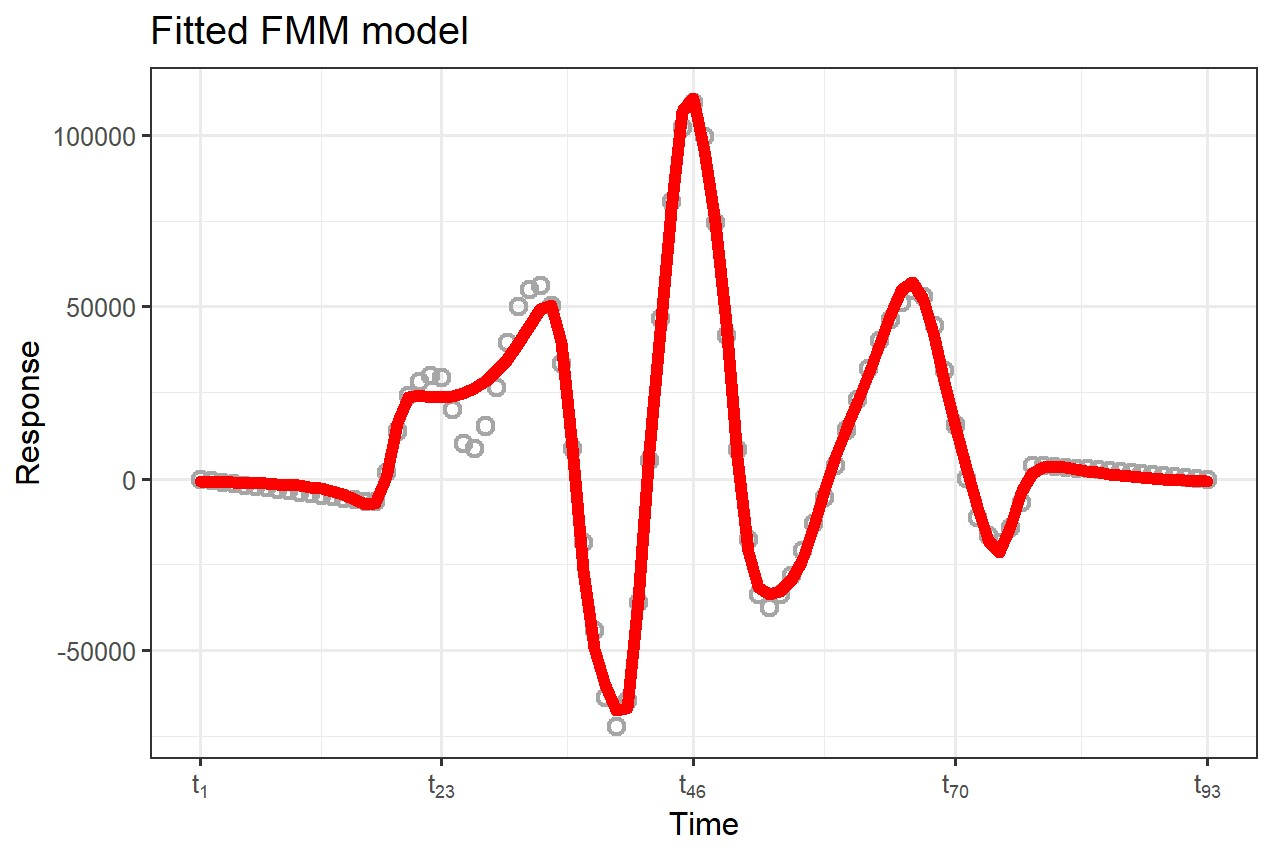 Fitted FMM model
Response
100000
50000
0
-50000
t₁ t₂₃ t₄₆ t₇₀ t₉₃
Time